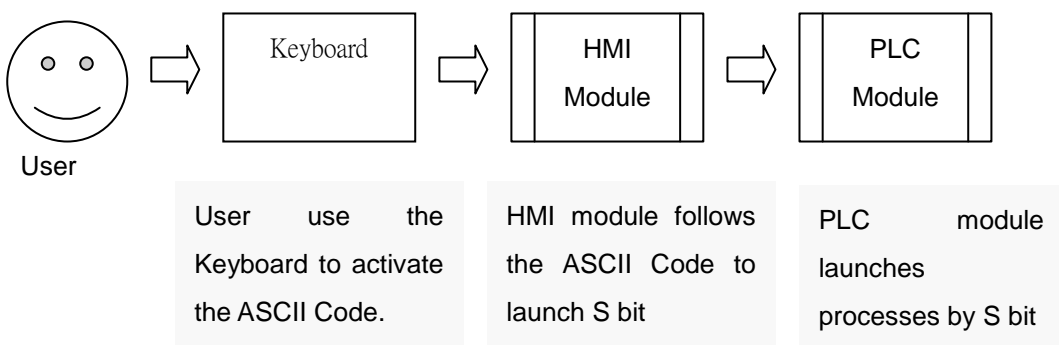 Keyboard
HMI
Module
PLC
Module
User
User use the
Keyboard to activate
the ASCII Code.
HMI module follows
the ASCII Code to
launch S bit
PLC module
launches
processes by S bit